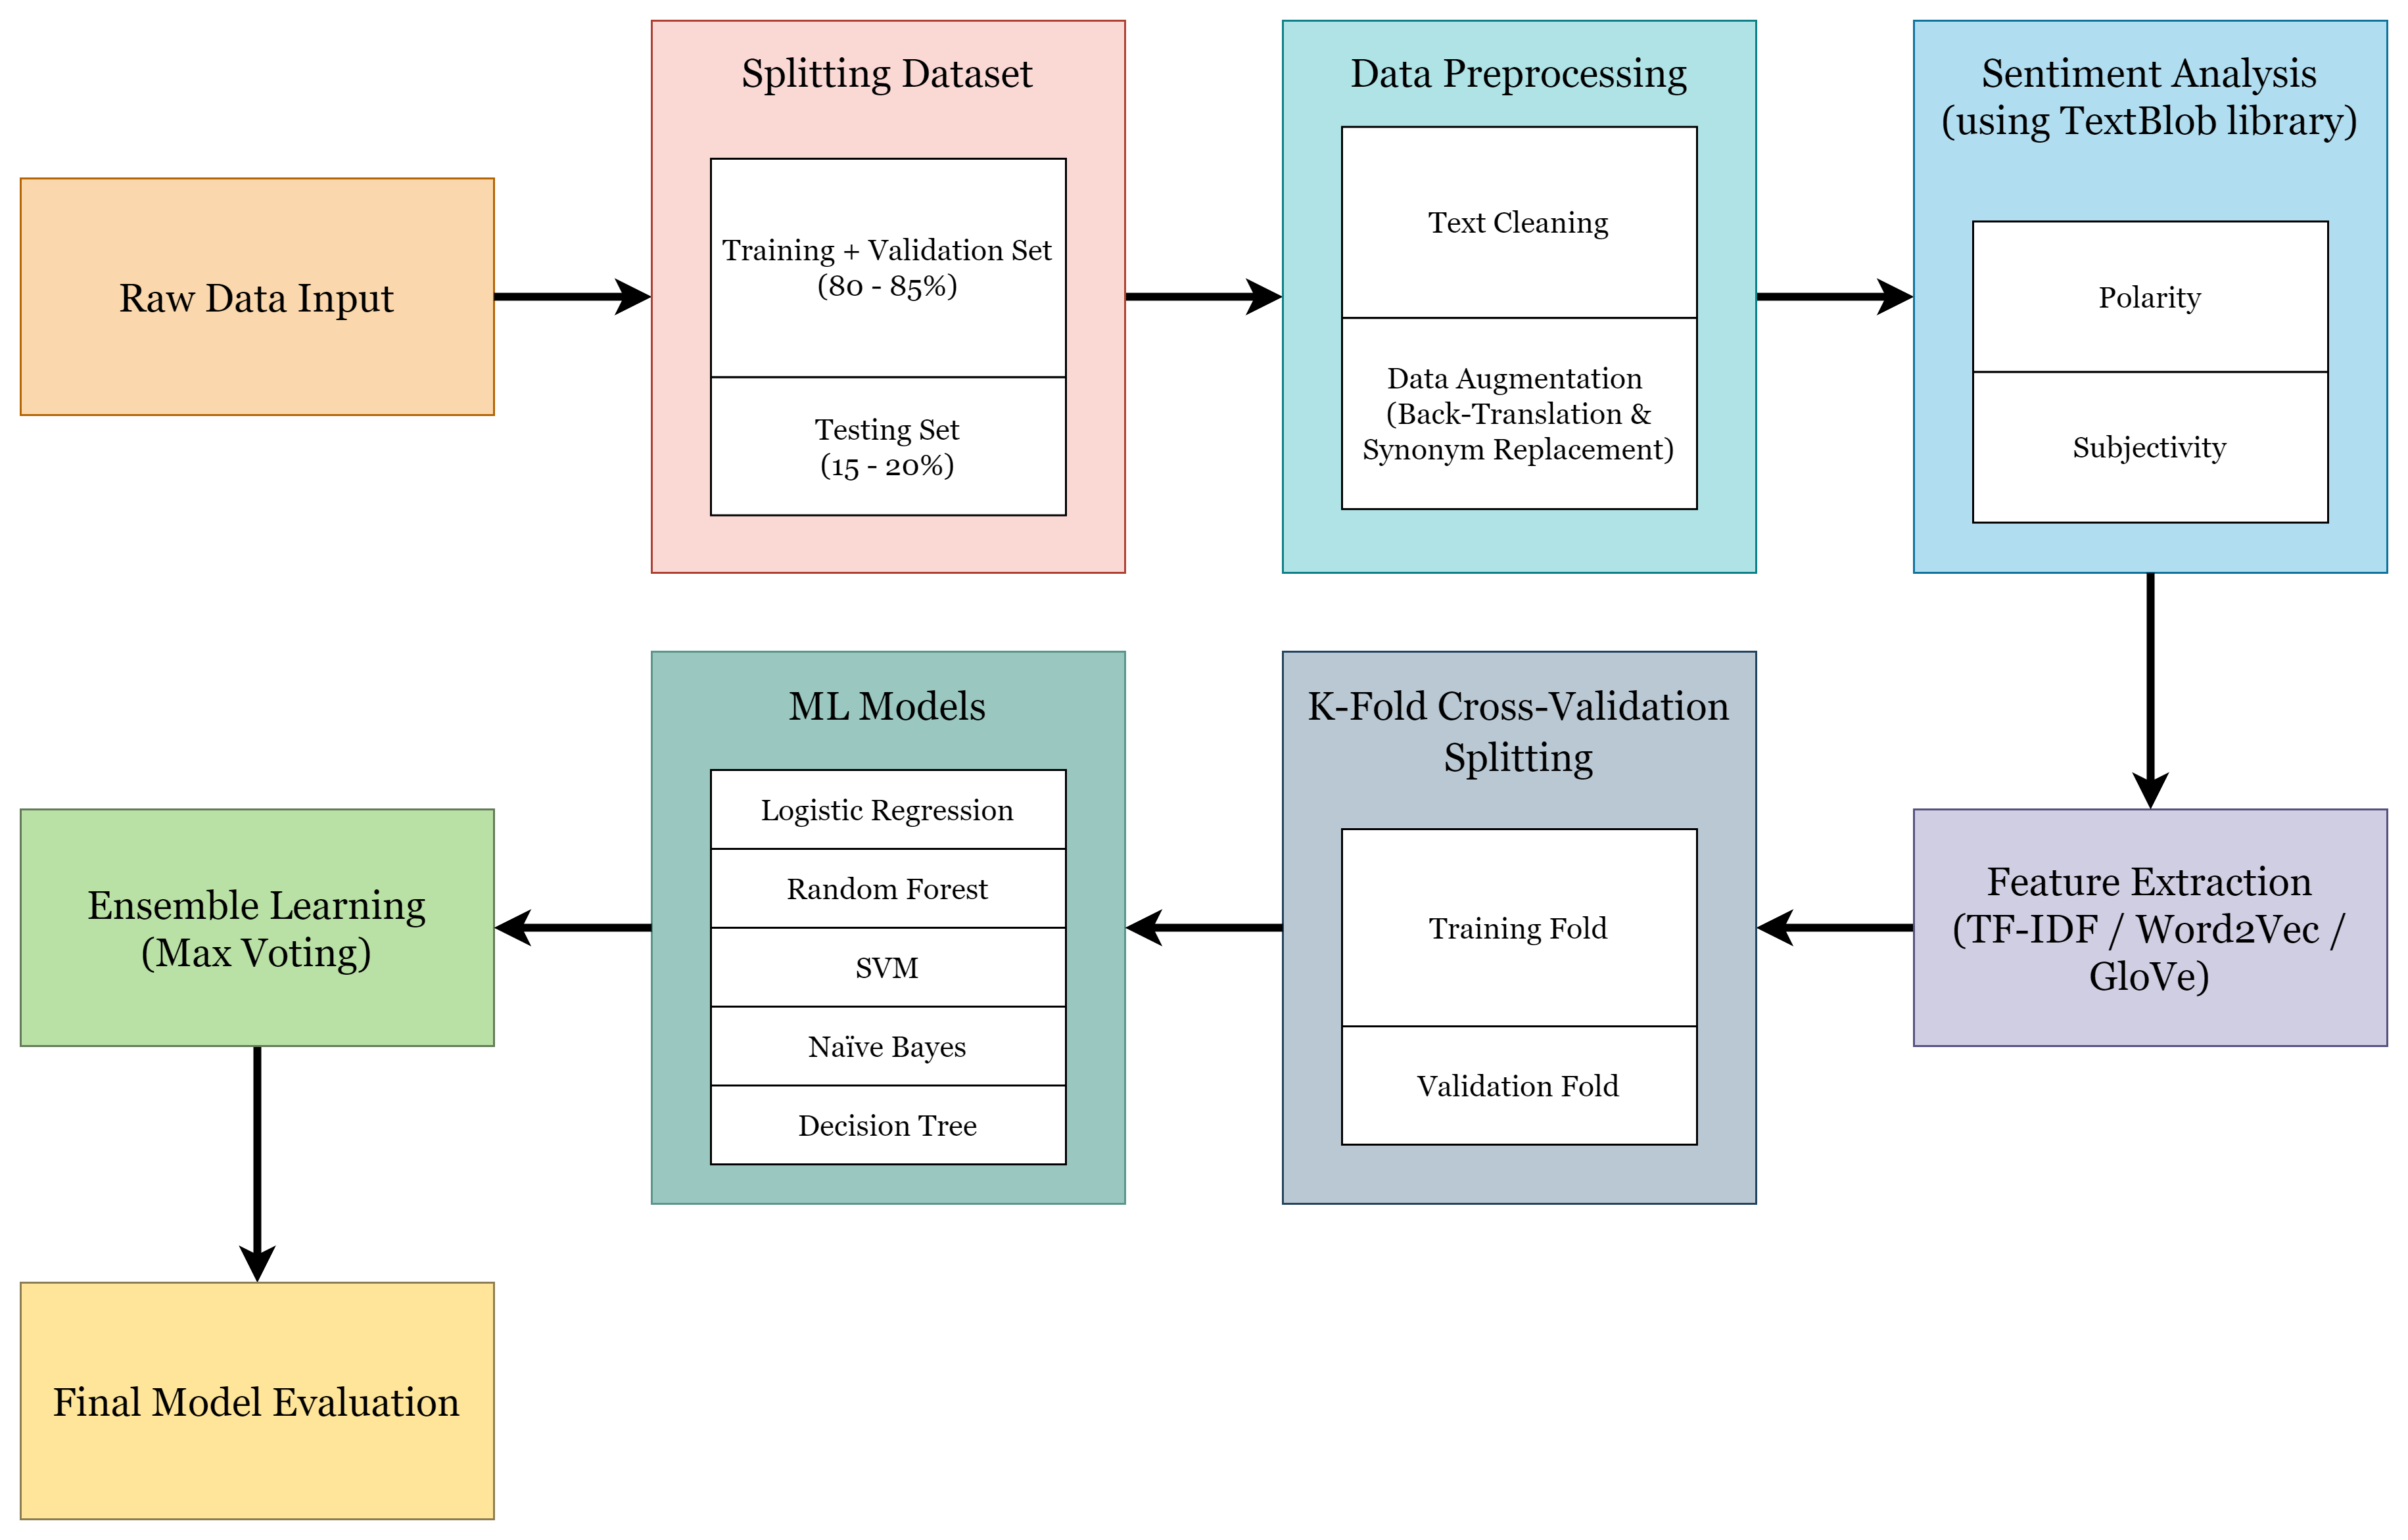 Raw Data Input
Splitting Dataset
Training + Validation Set
(80 - 85%)
Testing Set
(15 - 20%)
Data Preprocessing
Text Cleaning
Data Augmentation
(Back-Translation &
Synonym Replacement)
Sentiment Analysis
(using TextBlob library)
Polarity
Subjectivity
Feature Extraction
(TF-IDF / Word2Vec /
GloVe)
K-Fold Cross-Validation
Splitting
Training Fold
Validation Fold
ML Models
Logistic Regression
Random Forest
SVM
Naïve Bayes
Decision Tree
Ensemble Learning
(Max Voting)
Final Model Evaluation